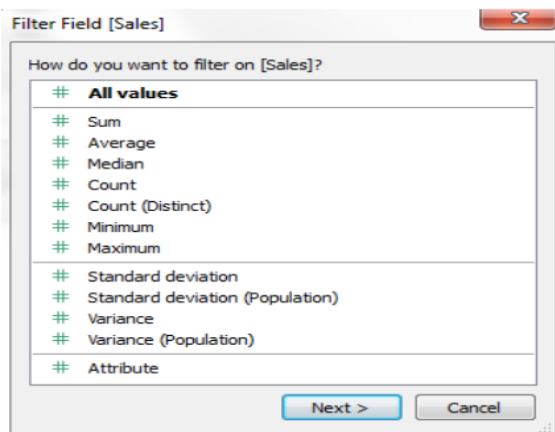 Filter Field [Sales]
How do you want to filter on [Sales]?
# All values
# Sum
# Average
# Median
# Count
# Count (Distinct)
# Minimum
# Maximum
# Standard deviation
# Standard deviation (Population)
# Variance
# Variance (Population)
# Attribute
Next >
Cancel